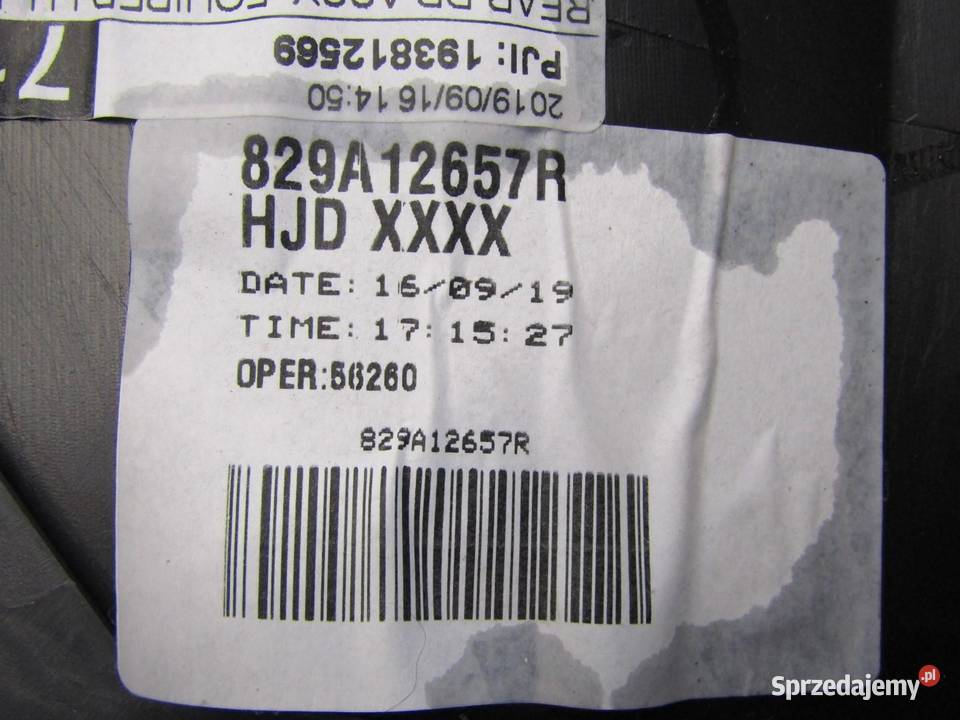 PJI: 193812569
2019/09/16 14:50
829A12657R
HJD XXXX
DATE: 16/09/19
TIME: 17:15:27
OPER:56260
829A12657R
Sprzedajemy.pl